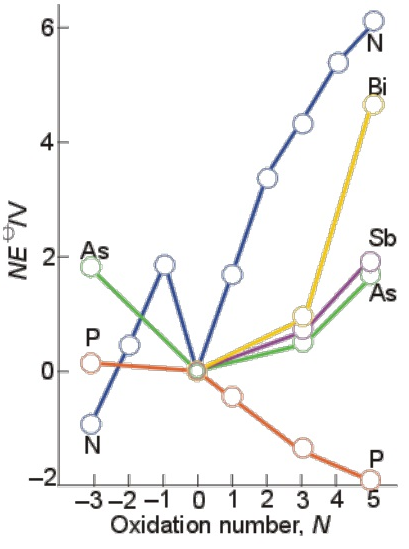 6
N
Bi
4
NE⊖/V
As
2
Sb
As
P
0
N
P
–2
–3 –2 –1 0 1 2 3 4 5
Oxidation number, N